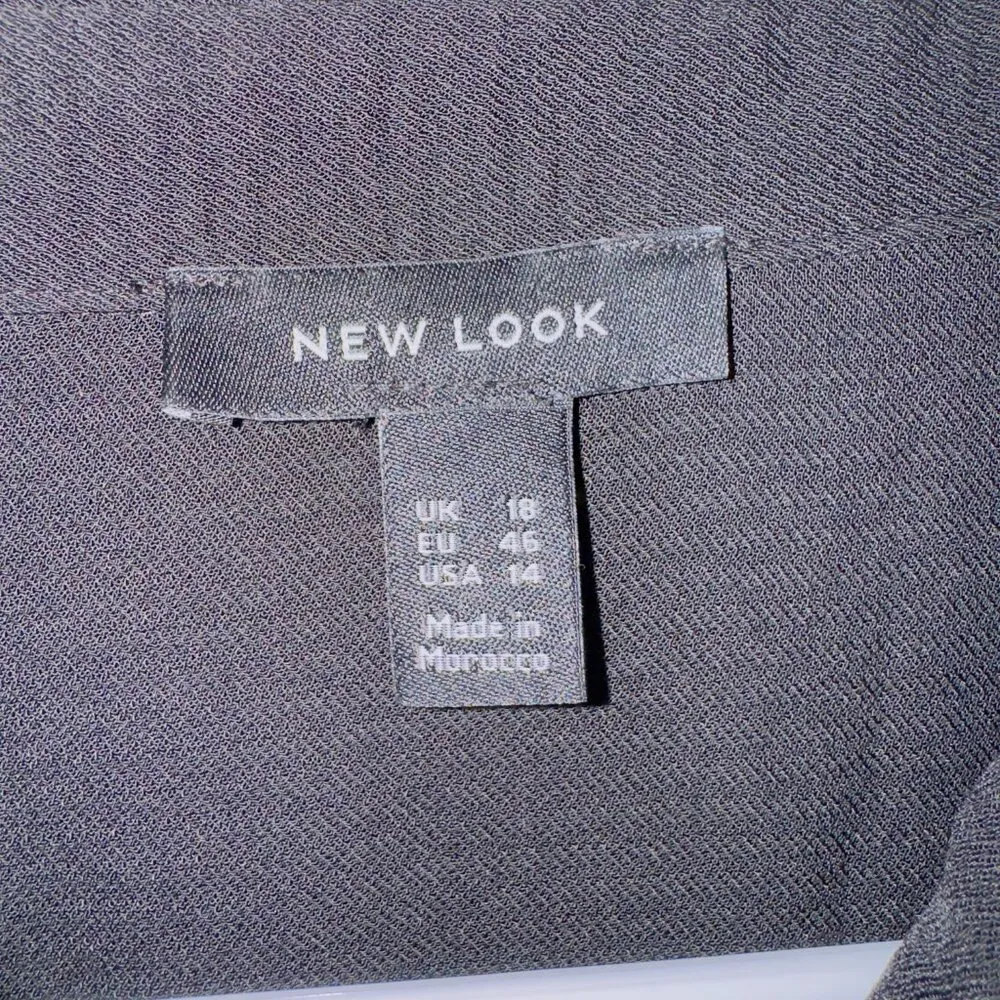 NEW LOOK
UK 18
EU 46
USA 14
Made in
Morocco